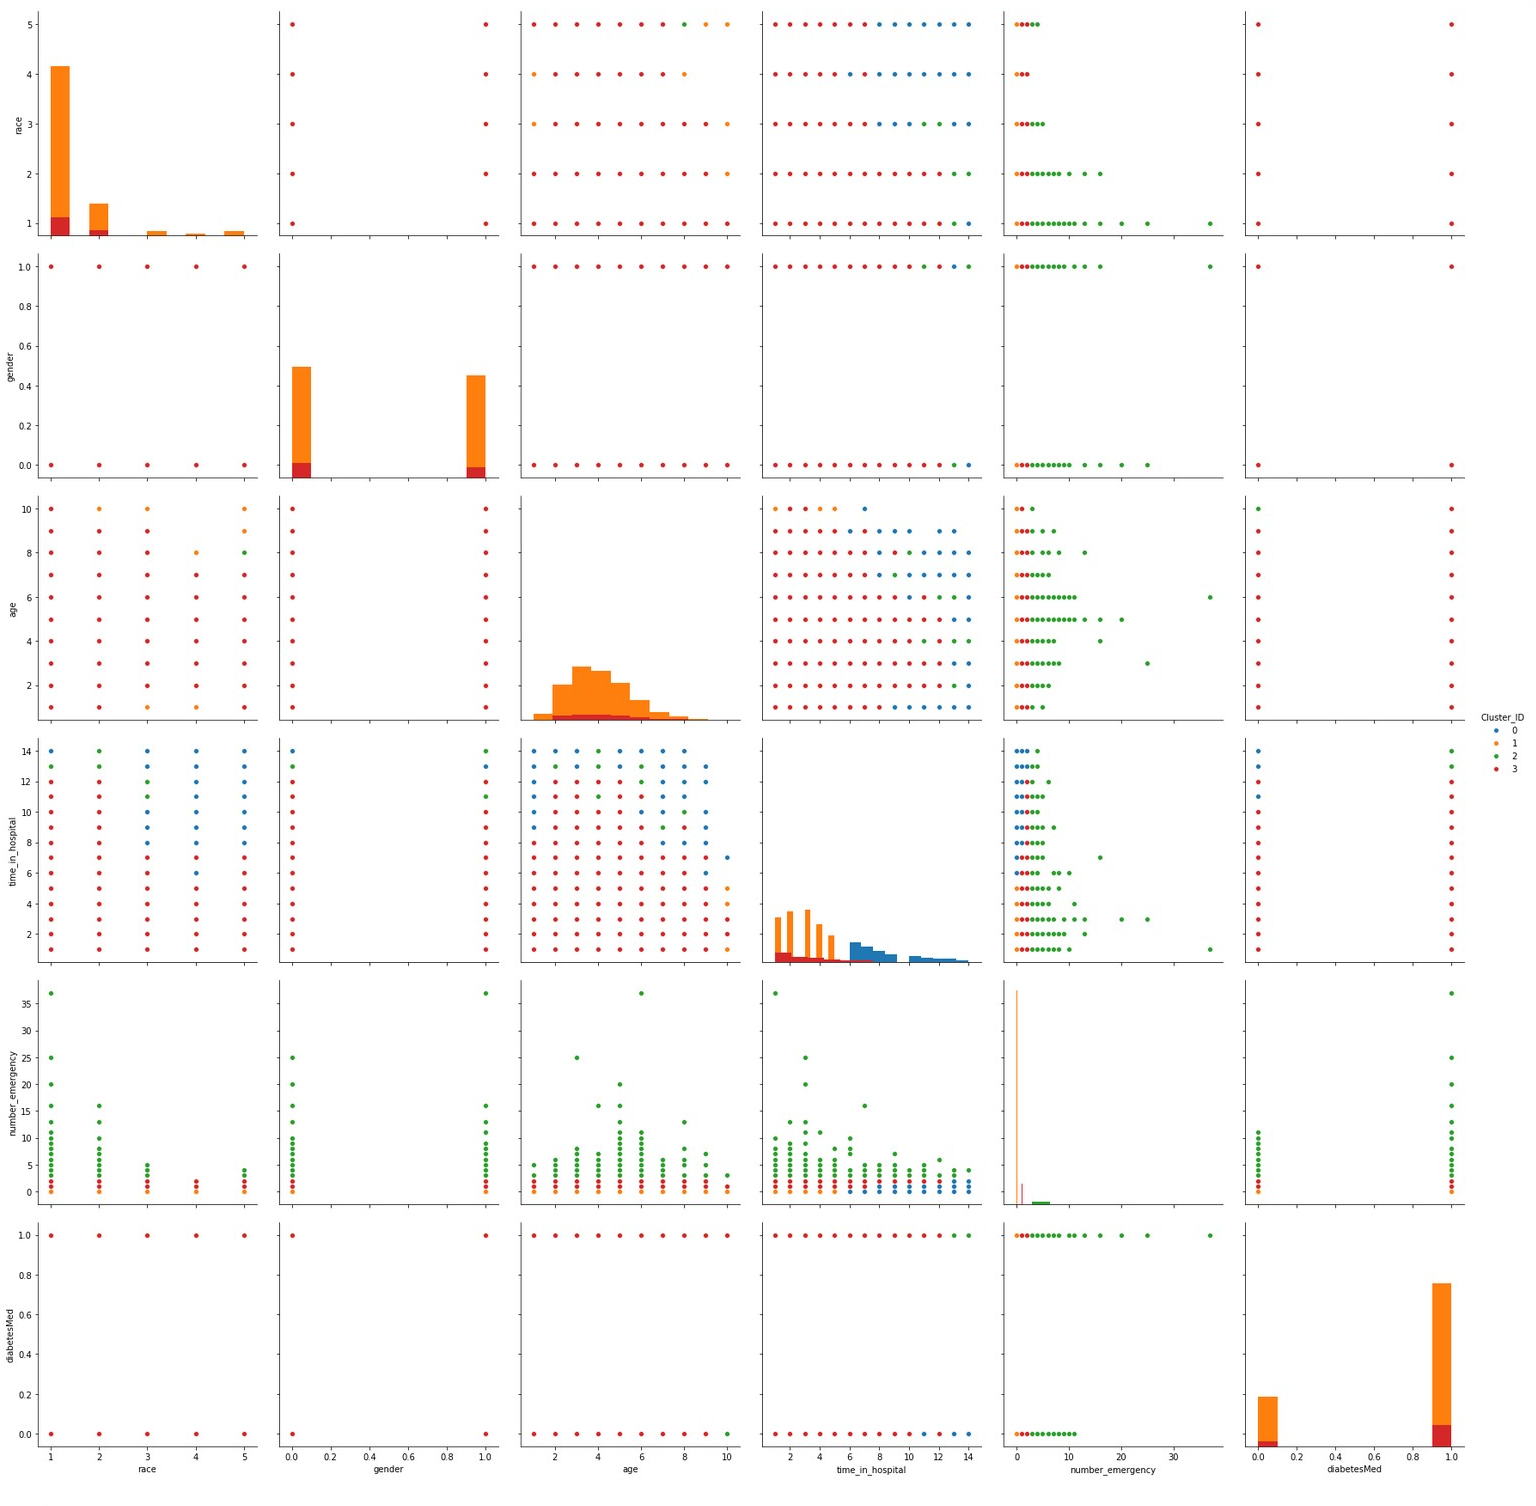 5
4
3
2
1
race
1.0
0.8
0.6
0.4
0.2
0.0
gender
10
8
6
4
2
age
Cluster_ID
0
1
2
3
14
12
10
8
6
4
2
time_in_hospital
35
30
25
20
15
10
5
0
number_emergency
1.0
0.8
0.6
0.4
0.2
0.0
diabetesMed
1 2 3 4 5
race
0.0 0.2 0.4 0.6 0.8 1.0
gender
2 4 6 8 10
age
2 4 6 8 10 12 14
time_in_hospital
0 10 20 30
number_emergency
0.0 0.2 0.4 0.6 0.8 1.0
diabetesMed